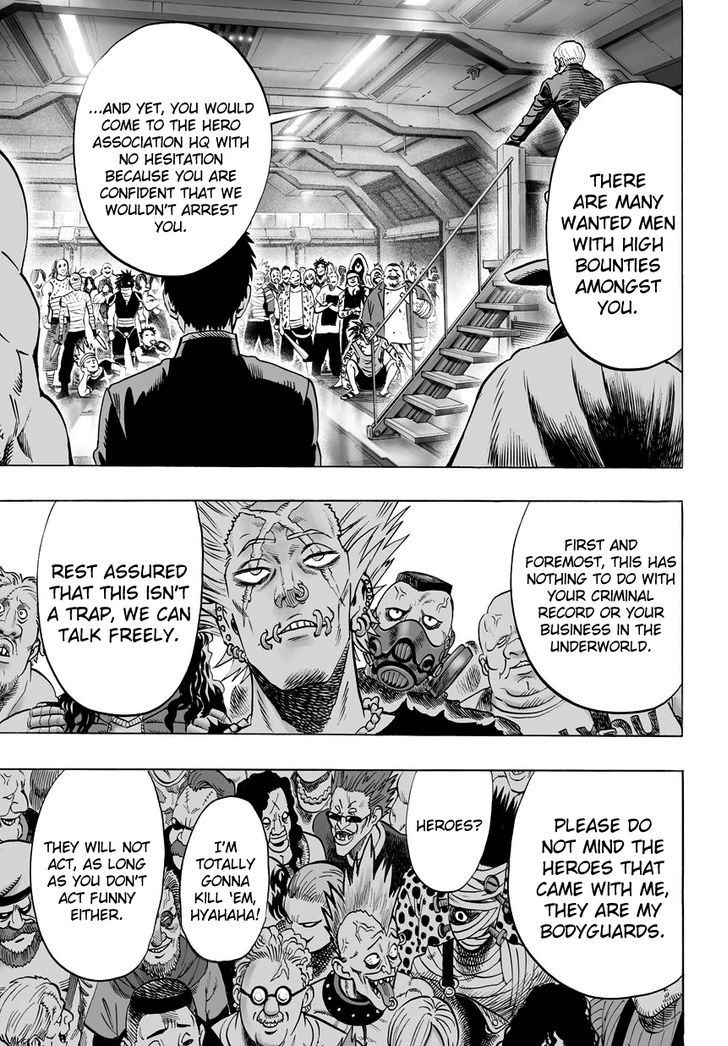 THERE
ARE MANY
WANTED MEN
WITH HIGH
BOUNTIES
AMONGST
YOU.
...AND YET, YOU WOULD
COME TO THE HERO
ASSOCIATION HQ WITH
NO HESITATION
BECAUSE YOU ARE
CONFIDENT THAT WE
WOULDN'T ARREST
YOU.
FIRST AND
FOREMOST, THIS HAS
NOTHING TO DO WITH
YOUR CRIMINAL
RECORD OR YOUR
BUSINESS IN THE
UNDERWORLD.
REST ASSURED
THAT THIS ISN'T
A TRAP, WE CAN
TALK FREELY.
PLEASE DO
NOT MIND THE
HEROES THAT
CAME WITH ME,
THEY ARE MY
BODYGUARDS.
HEROES?
I'M
TOTALLY
GONNA
KILL 'EM,
HYAHAHA!
THEY WILL NOT
ACT, AS LONG
AS YOU DON'T
ACT FUNNY
EITHER.